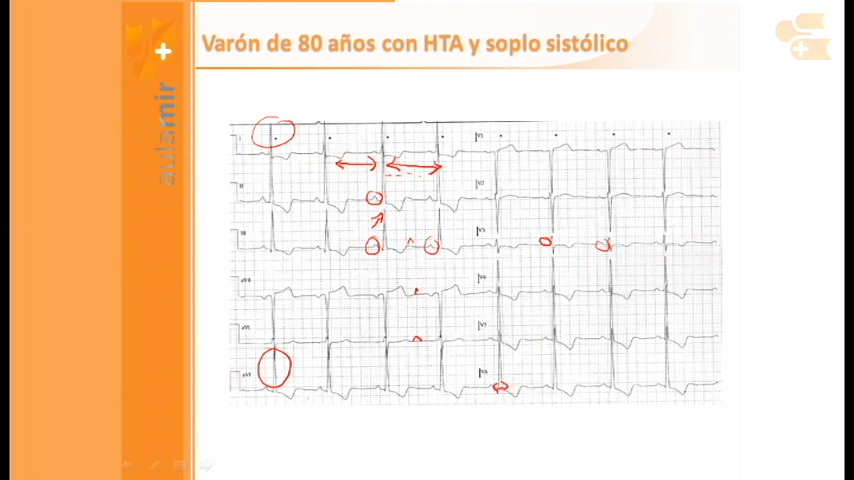 Varón de 80 años con HTA y soplo sistólico
aulamir
I
II
III
aVR
aVL
aVF
V1
V2
V3
V4
V5
V6